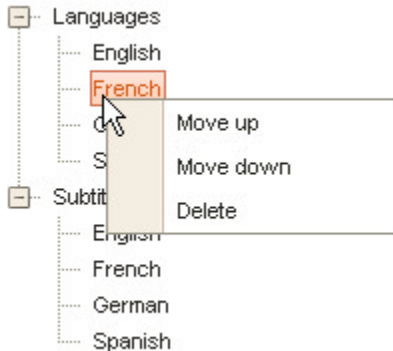 Languages
English
French
Move up
Move down
Delete
English
French
German
Spanish